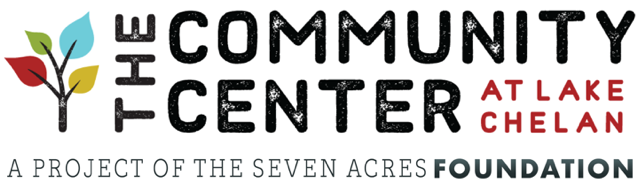 THE COMMUNITY
CENTER AT LAKE
CHELAN
A PROJECT OF THE SEVEN ACRES FOUNDATION